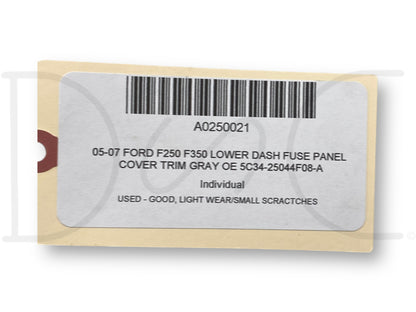 A0250021
05-07 FORD F250 F350 LOWER DASH FUSE PANEL
COVER TRIM GRAY OE 5C34-25044F08-A
Individual
USED - GOOD, LIGHT WEAR/SMALL SCRACTCHES